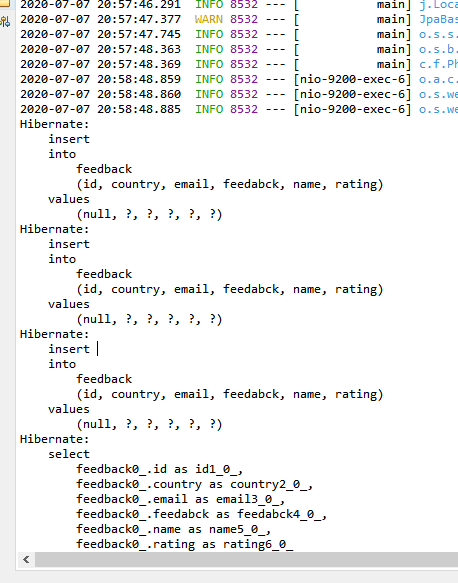 2020-07-07 20:57:46.291 INFO 8532 --- [ main] j.Loca
2020-07-07 20:57:47.377 WARN 8532 --- [ main] JpaBas
2020-07-07 20:57:47.745 INFO 8532 --- [ main] o.s.s.
2020-07-07 20:57:48.363 INFO 8532 --- [ main] o.s.b.
2020-07-07 20:57:48.369 INFO 8532 --- [ main] c.f.Ph
2020-07-07 20:58:48.859 INFO 8532 --- [nio-9200-exec-6] o.a.c.
2020-07-07 20:58:48.860 INFO 8532 --- [nio-9200-exec-6] o.s.we
2020-07-07 20:58:48.885 INFO 8532 --- [nio-9200-exec-6] o.s.we
Hibernate:
insert
into
feedback
(id, country, email, feedabck, name, rating)
values
(null, ?, ?, ?, ?, ?)
Hibernate:
insert
into
feedback
(id, country, email, feedabck, name, rating)
values
(null, ?, ?, ?, ?, ?)
Hibernate:
insert
into
feedback
(id, country, email, feedabck, name, rating)
values
(null, ?, ?, ?, ?, ?)
Hibernate:
select
feedback0_.id as id1_0_,
feedback0_.country as country2_0_,
feedback0_.email as email3_0_,
feedback0_.feedabck as feedabck4_0_,
feedback0_.name as name5_0_,
feedback0_.rating as rating6_0_